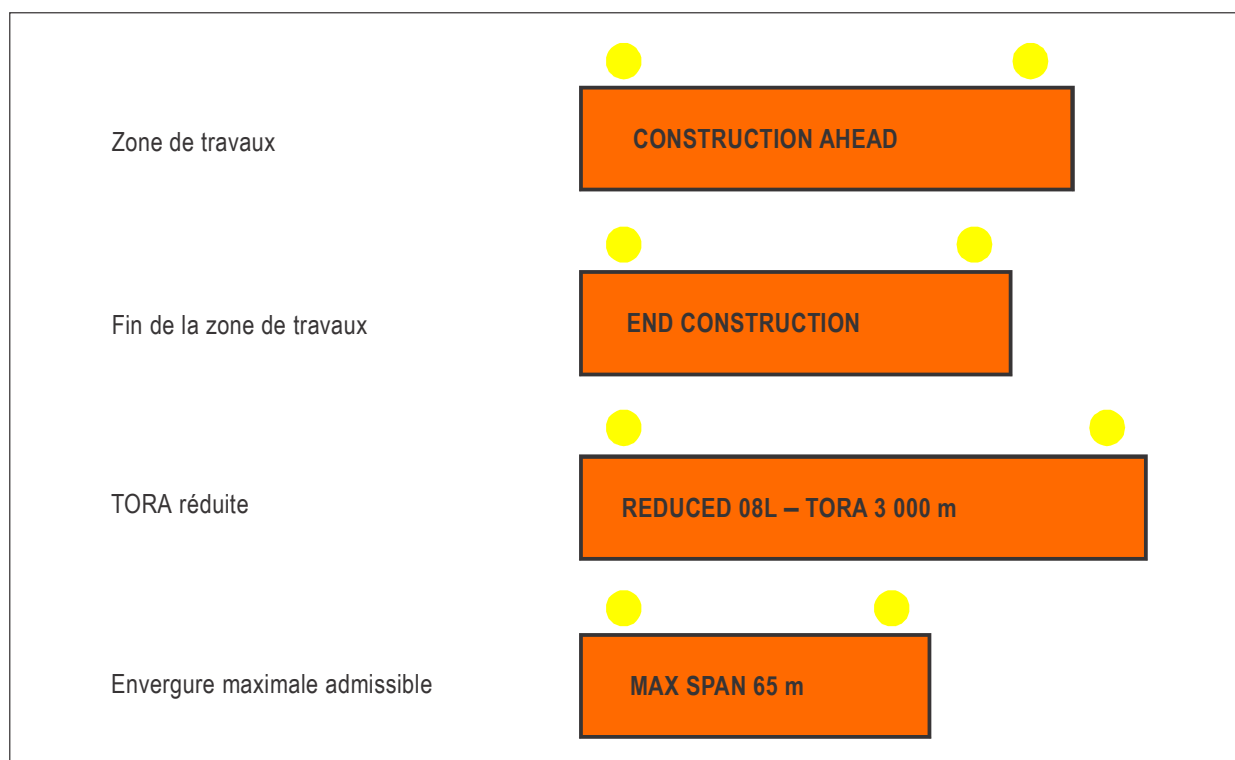 Zone de travaux
CONSTRUCTION AHEAD
Fin de la zone de travaux
END CONSTRUCTION
TORA réduite
REDUCED 08L – TORA 3 000 m
Envergure maximale admissible
MAX SPAN 65 m